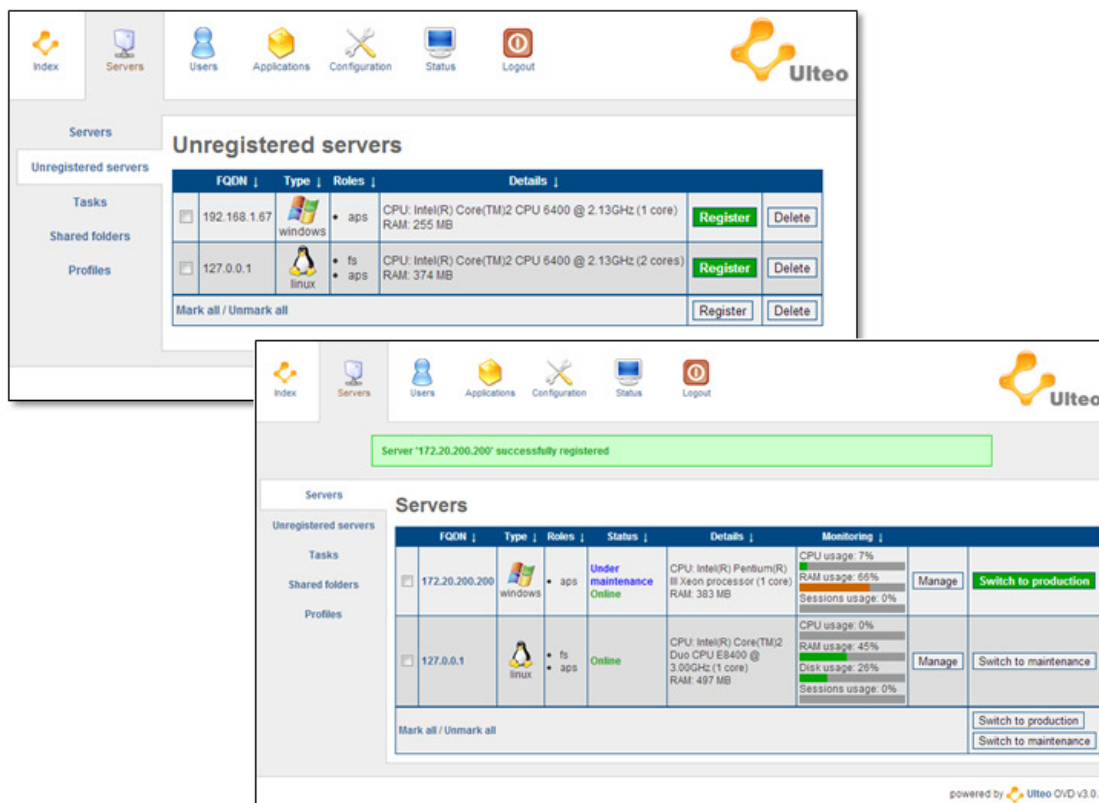 Index Servers Users Applications Configuration Status Logout
Ulteo
Servers
Unregistered servers
Tasks
Shared folders
Profiles
Unregistered servers
FQDN ↓ Type ↓ Roles ↓ Details ↓
192.168.1.67 windows • aps CPU: Intel(R) Core(TM)2 CPU 6400 @ 2.13GHz (1 core)
RAM: 255 MB
Register Delete
127.0.0.1 linux • fs
• aps
CPU: Intel(R) Core(TM)2 CPU 6400 @ 2.13GHz (2 cores)
RAM: 374 MB
Register Delete
Mark all / Unmark all Register Delete
Index Servers Users Applications Configuration Status Logout
Ulteo
Server '172.20.200.200' successfully registered
Servers
Unregistered servers
Tasks
Shared folders
Profiles
Servers
FQDN ↓ Type ↓ Roles ↓ Status ↓ Details ↓ Monitoring ↓
172.20.200.200 windows • aps
Under
maintenance
Online
CPU: Intel(R) Pentium(R)
III Xeon processor (1 core)
RAM: 383 MB
CPU usage: 7%
RAM usage: 66%
Sessions usage: 0%
Manage Switch to production
127.0.0.1 linux • fs
• aps
Online
CPU: Intel(R) Core(TM)2
Duo CPU E8400 @
3.00GHz (1 core)
RAM: 497 MB
CPU usage: 0%
RAM usage: 45%
Disk usage: 26%
Sessions usage: 0%
Manage Switch to maintenance
Mark all / Unmark all
Switch to production
Switch to maintenance
powered by Ulteo OVD v3.0.